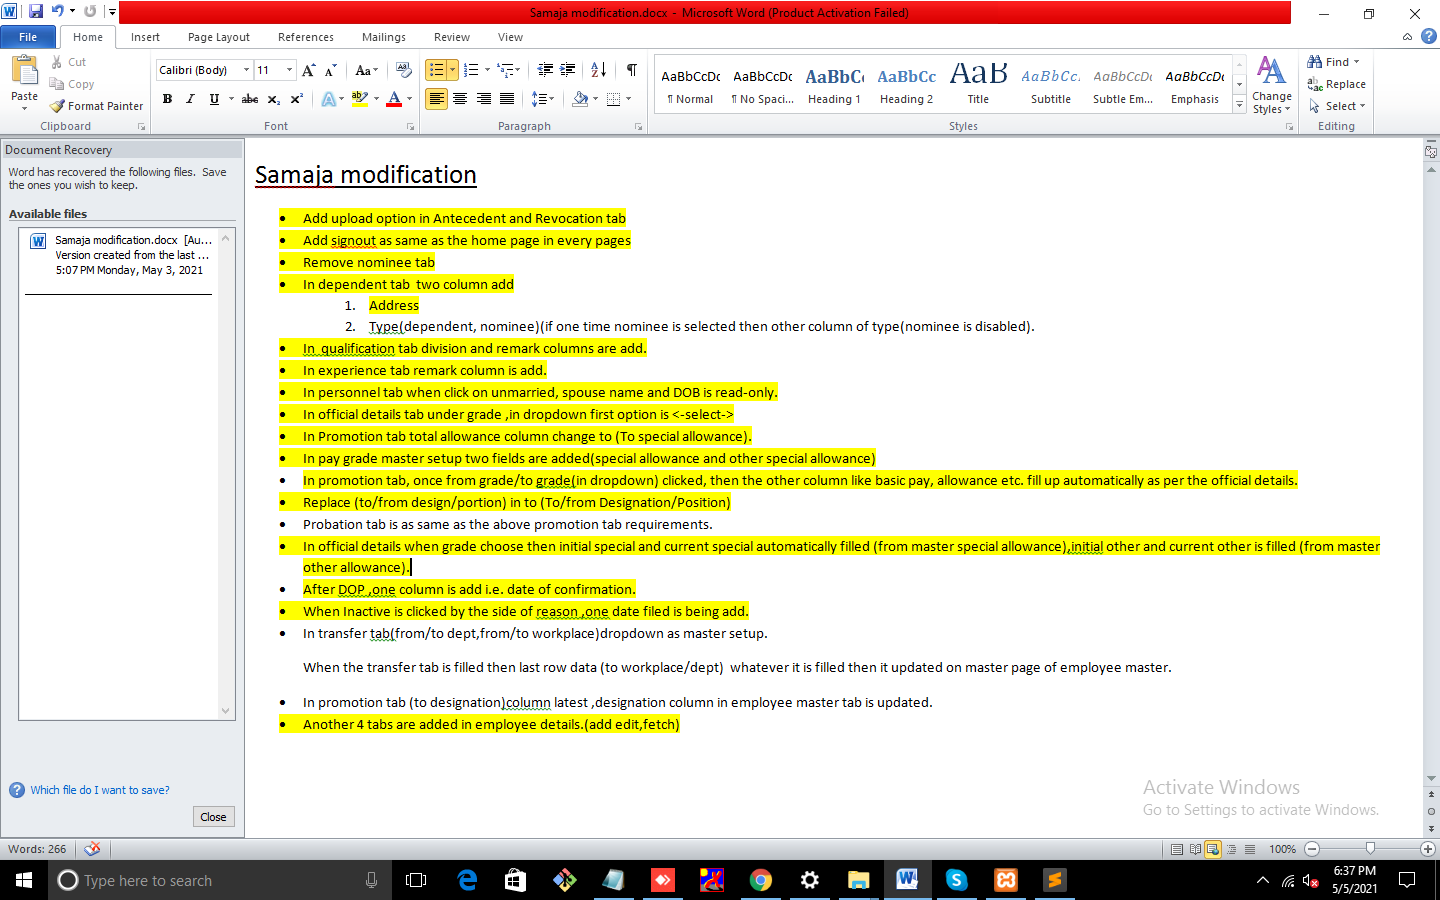 Samaja modification.docx - Microsoft Word (Product Activation Failed)
File Home Insert Page Layout References Mailings Review View
Paste
Cut
Copy
Format Painter
Clipboard
Calibri (Body) 11
Font
Paragraph
AaBbCcDc AaBbCcDc AaBbCc AaBbCc AaB AaBbCc. AaBbCcDc AaBbCcDc
¶ Normal ¶ No Spaci... Heading 1 Heading 2 Title Subtitle Subtle Em... Emphasis
Styles
Change Styles
Find
Replace
Select
Editing
Document Recovery
Word has recovered the following files. Save
the ones you wish to keep.
Available files
Samaja modification.docx [Au...
Version created from the last ...
5:07 PM Monday, May 3, 2021
Which file do I want to save?
Close
Samaja modification
• Add upload option in Antecedent and Revocation tab
• Add signout as same as the home page in every pages
• Remove nominee tab
• In dependent tab two column add
1. Address
2. Type(dependent, nominee)(if one time nominee is selected then other column of type(nominee is disabled).
• In qualification tab division and remark columns are add.
• In experience tab remark column is add.
• In personnel tab when click on unmarried, spouse name and DOB is read-only.
• In official details tab under grade ,in dropdown first option is <-select->
• In Promotion tab total allowance column change to (To special allowance).
• In pay grade master setup two fields are added(special allowance and other special allowance)
• In promotion tab, once from grade/to grade(in dropdown) clicked, then the other column like basic pay, allowance etc. fill up automatically as per the official details.
• Replace (to/from design/portion) in to (To/from Designation/Position)
• Probation tab is as same as the above promotion tab requirements.
• In official details when grade choose then initial special and current special automatically filled (from master special allowance),initial other and current other is filled (from master
other allowance).
• After DOP ,one column is add i.e. date of confirmation.
• When Inactive is clicked by the side of reason ,one date filed is being add.
• In transfer tab(from/to dept,from/to workplace)dropdown as master setup.
When the transfer tab is filled then last row data (to workplace/dept) whatever it is filled then it updated on master page of employee master.
• In promotion tab (to designation)column latest ,designation column in employee master tab is updated.
• Another 4 tabs are added in employee details.(add edit,fetch)
Activate Windows
Go to Settings to activate Windows.
Words: 266
100%
Type here to search
6:37 PM
5/5/2021